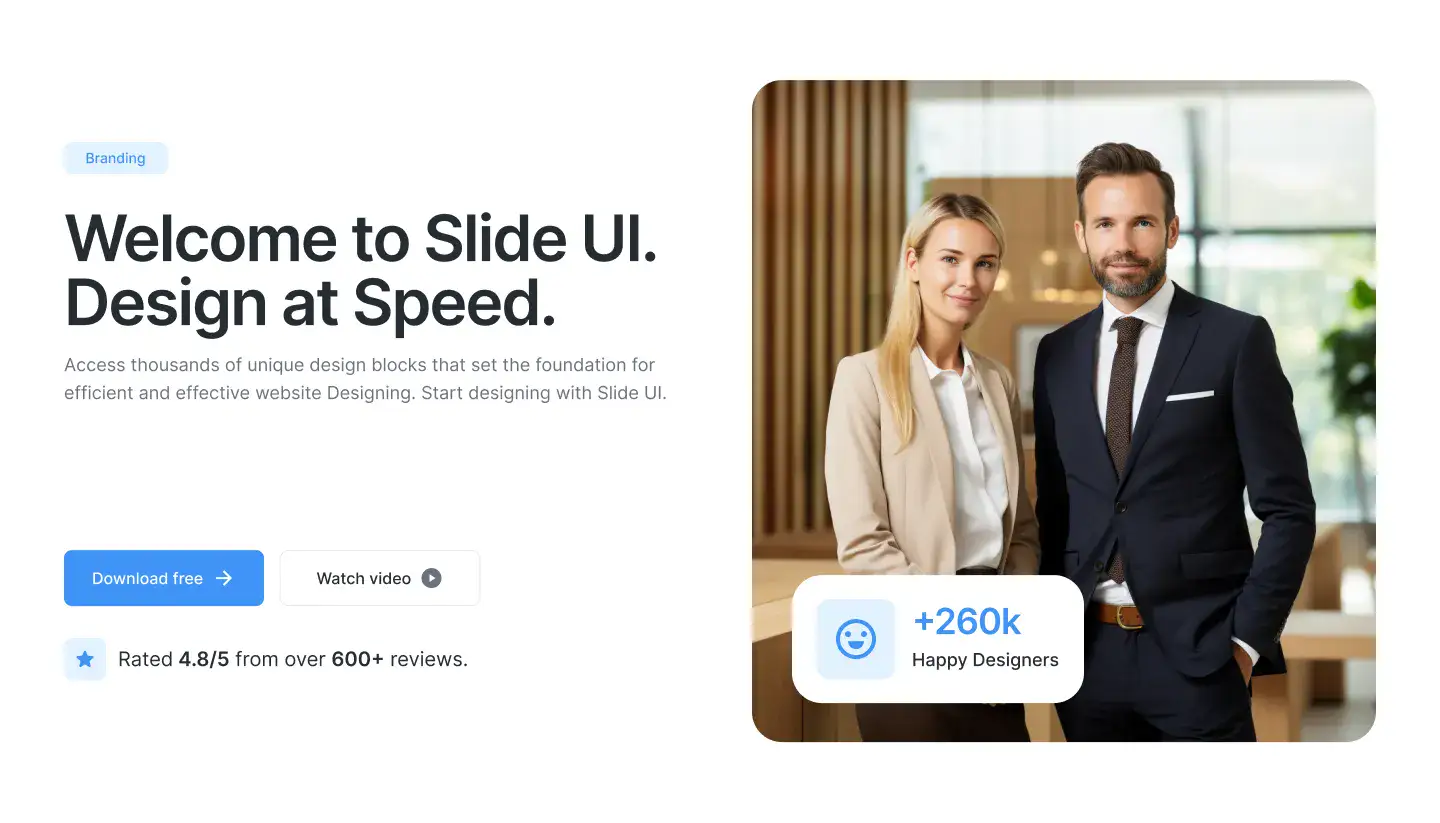 Branding
Welcome to Slide UI.
Design at Speed.
Access thousands of unique design blocks that set the foundation for
efficient and effective website Designing. Start designing with Slide UI.
Download free
Watch video
Rated 4.8/5 from over 600+ reviews.
+260k
Happy Designers